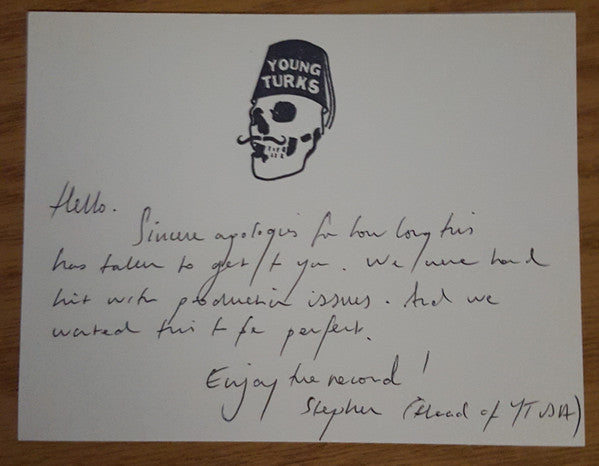 YOUNG
TURKS
Hello.
Sincere apologies for how long this
has taken to get to you. We were hard
hit with production issues. And we
wanted this to be perfect.
Enjoy the record!
Stephen (Head of YT USA)